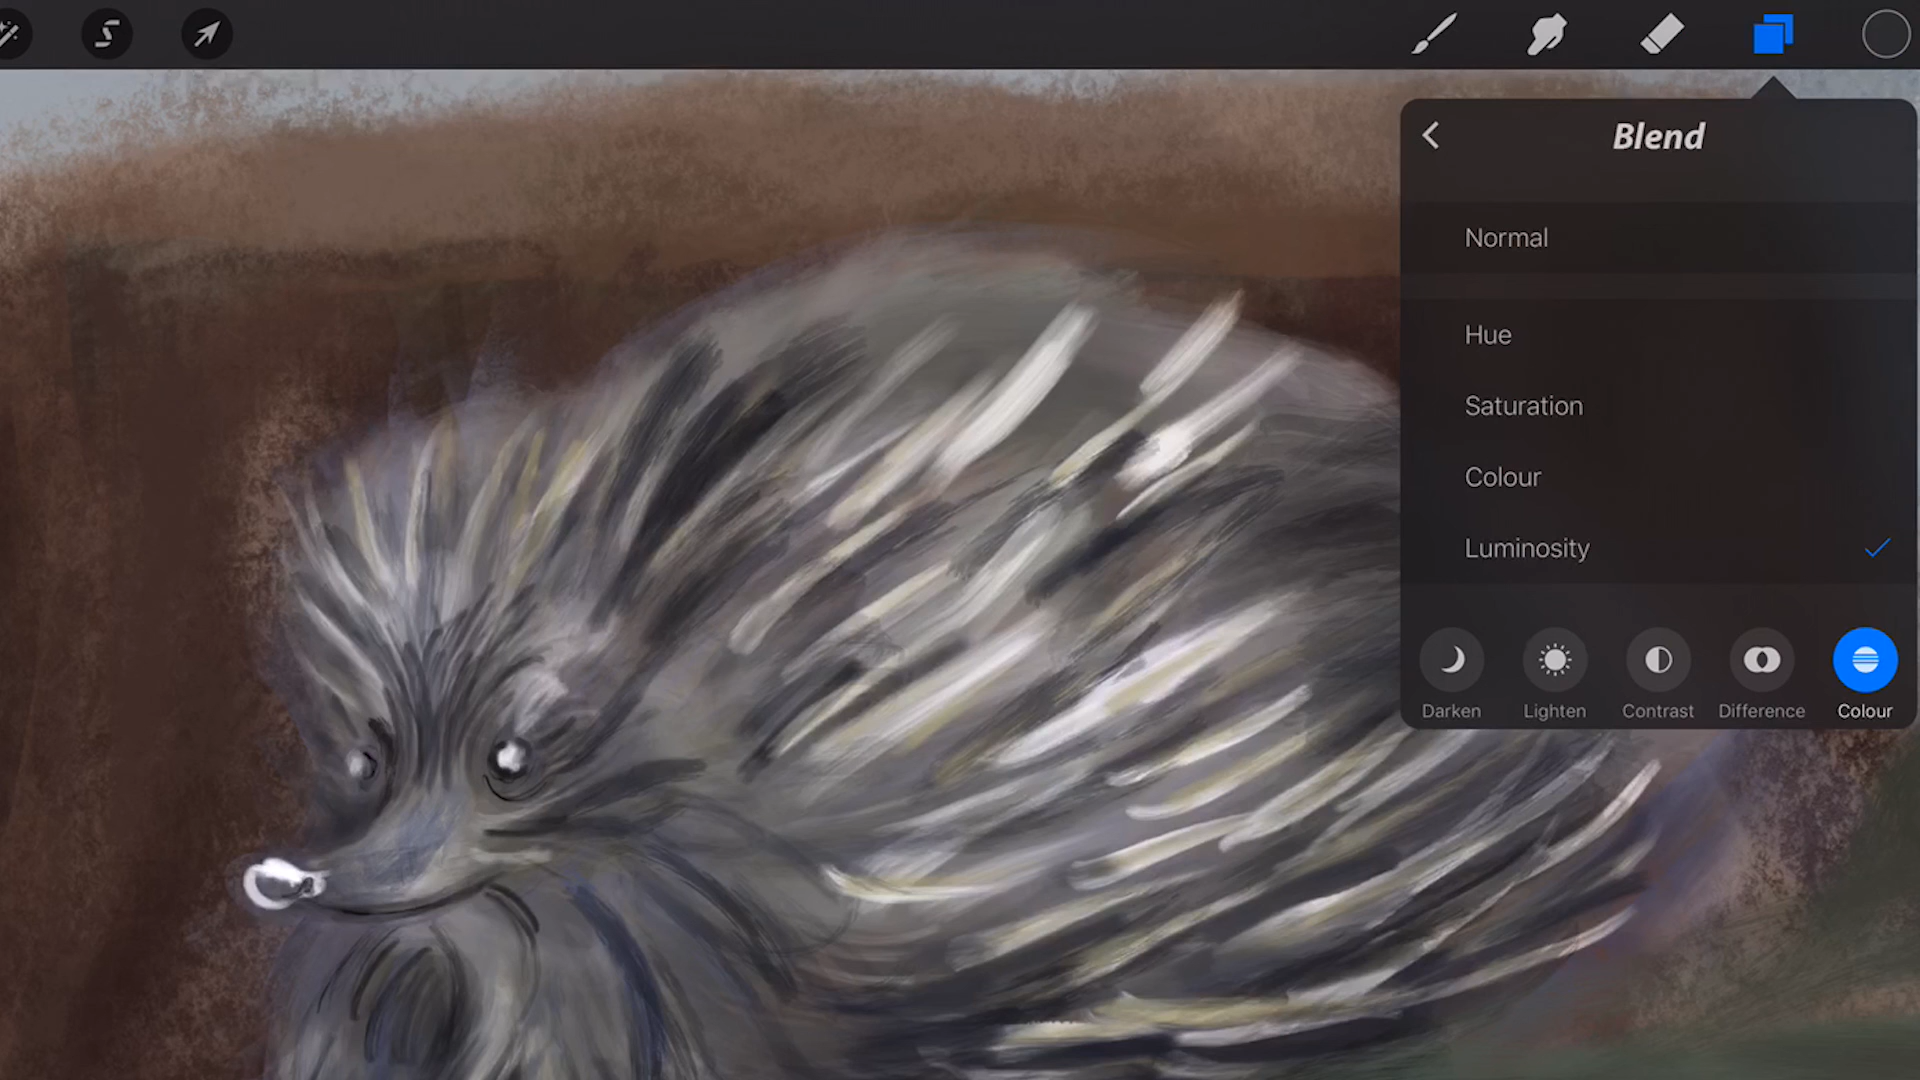 Blend
Normal
Hue
Saturation
Colour
Luminosity
Darken Lighten Contrast Difference Colour